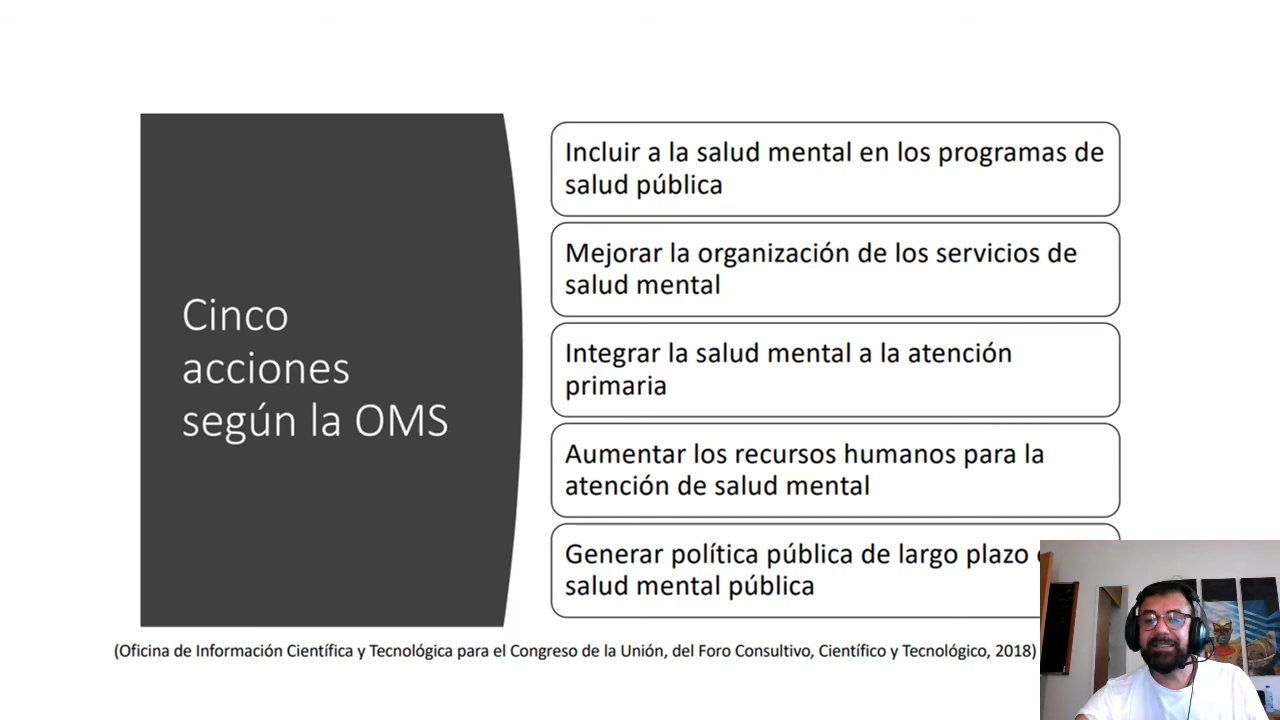 Cinco
acciones
según la OMS
Incluir a la salud mental en los programas de
salud pública
Mejorar la organización de los servicios de
salud mental
Integrar la salud mental a la atención
primaria
Aumentar los recursos humanos para la
atención de salud mental
Generar política pública de largo plazo
salud mental pública
(Oficina de Información Científica y Tecnológica para el Congreso de la Unión, del Foro Consultivo, Científico y Tecnológico, 2018)